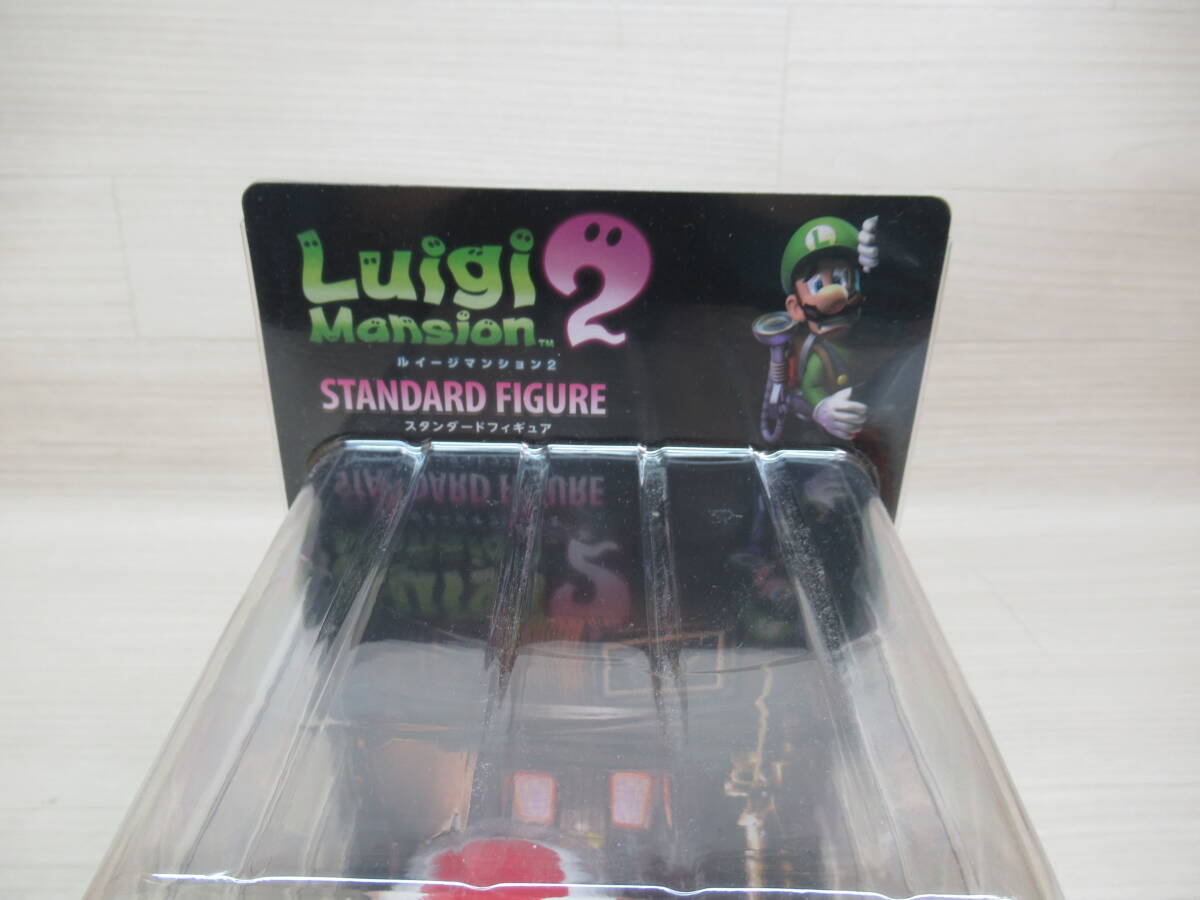 Luigi 2
Mansion™
ルイージマンション2
STANDARD FIGURE
スタンダードフィギュア
L